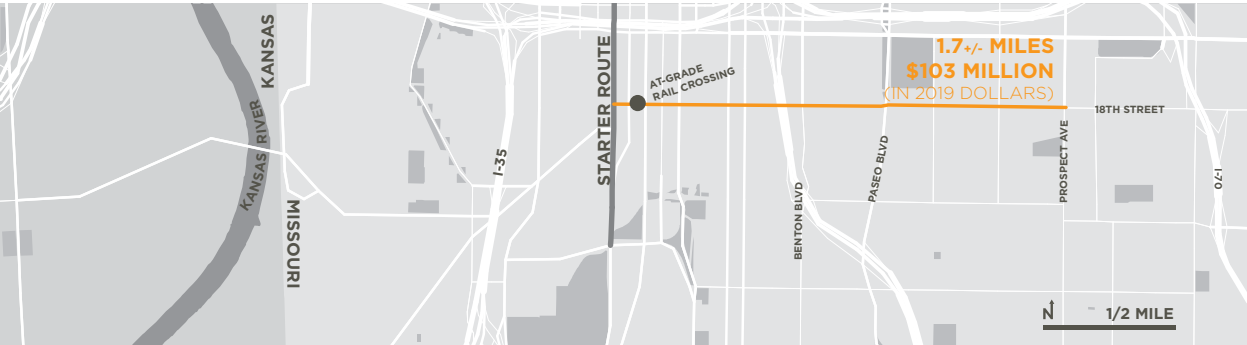 KANSAS
KANSAS RIVER
MISSOURI
I-35
STARTER ROUTE
AT-GRADE
RAIL CROSSING
1.7+/- MILES
$103 MILLION
(IN 2019 DOLLARS)
18TH STREET
BENTON BLVD
PASEO BLVD
PROSPECT AVE
I-70
N
1/2 MILE